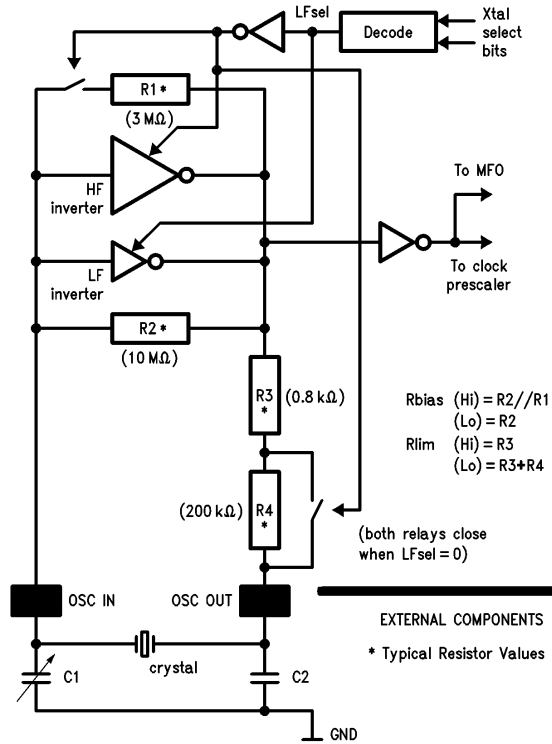 LFsel
Decode
Xtal
select
bits
R1*
(3 MΩ)
HF
inverter
To MFO
LF
inverter
To clock
prescaler
R2 *
(10 MΩ)
R3
*
(0.8 kΩ)
Rbias (Hi) = R2//R1
(Lo) = R2
Rlim (Hi) = R3
(Lo) = R3+R4
(200 kΩ)
R4
*
(both relays close
when LFsel = 0)
OSC IN
OSC OUT
EXTERNAL COMPONENTS
crystal
* Typical Resistor Values
C1
C2
GND